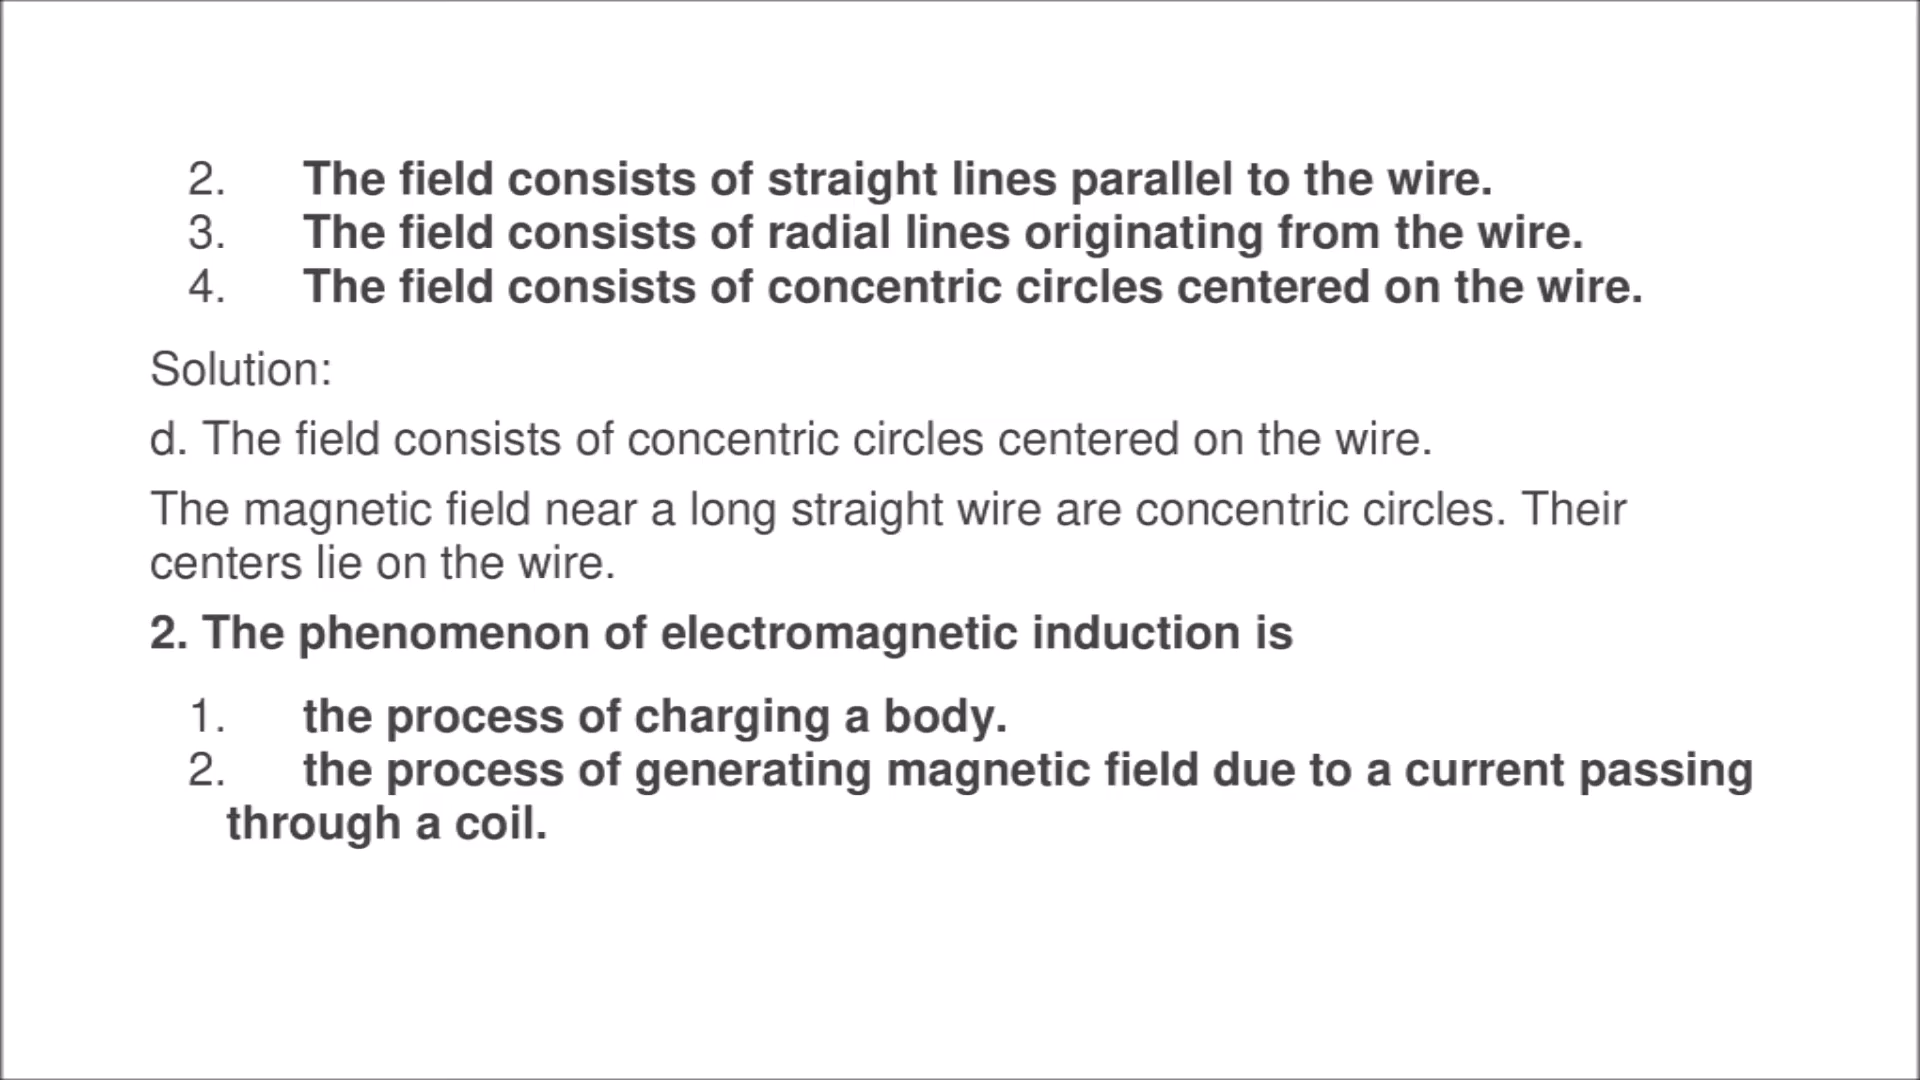 2. The field consists of straight lines parallel to the wire.
3. The field consists of radial lines originating from the wire.
4. The field consists of concentric circles centered on the wire.
Solution:
d. The field consists of concentric circles centered on the wire.
The magnetic field near a long straight wire are concentric circles. Their
centers lie on the wire.
2. The phenomenon of electromagnetic induction is
1. the process of charging a body.
2. the process of generating magnetic field due to a current passing
through a coil.